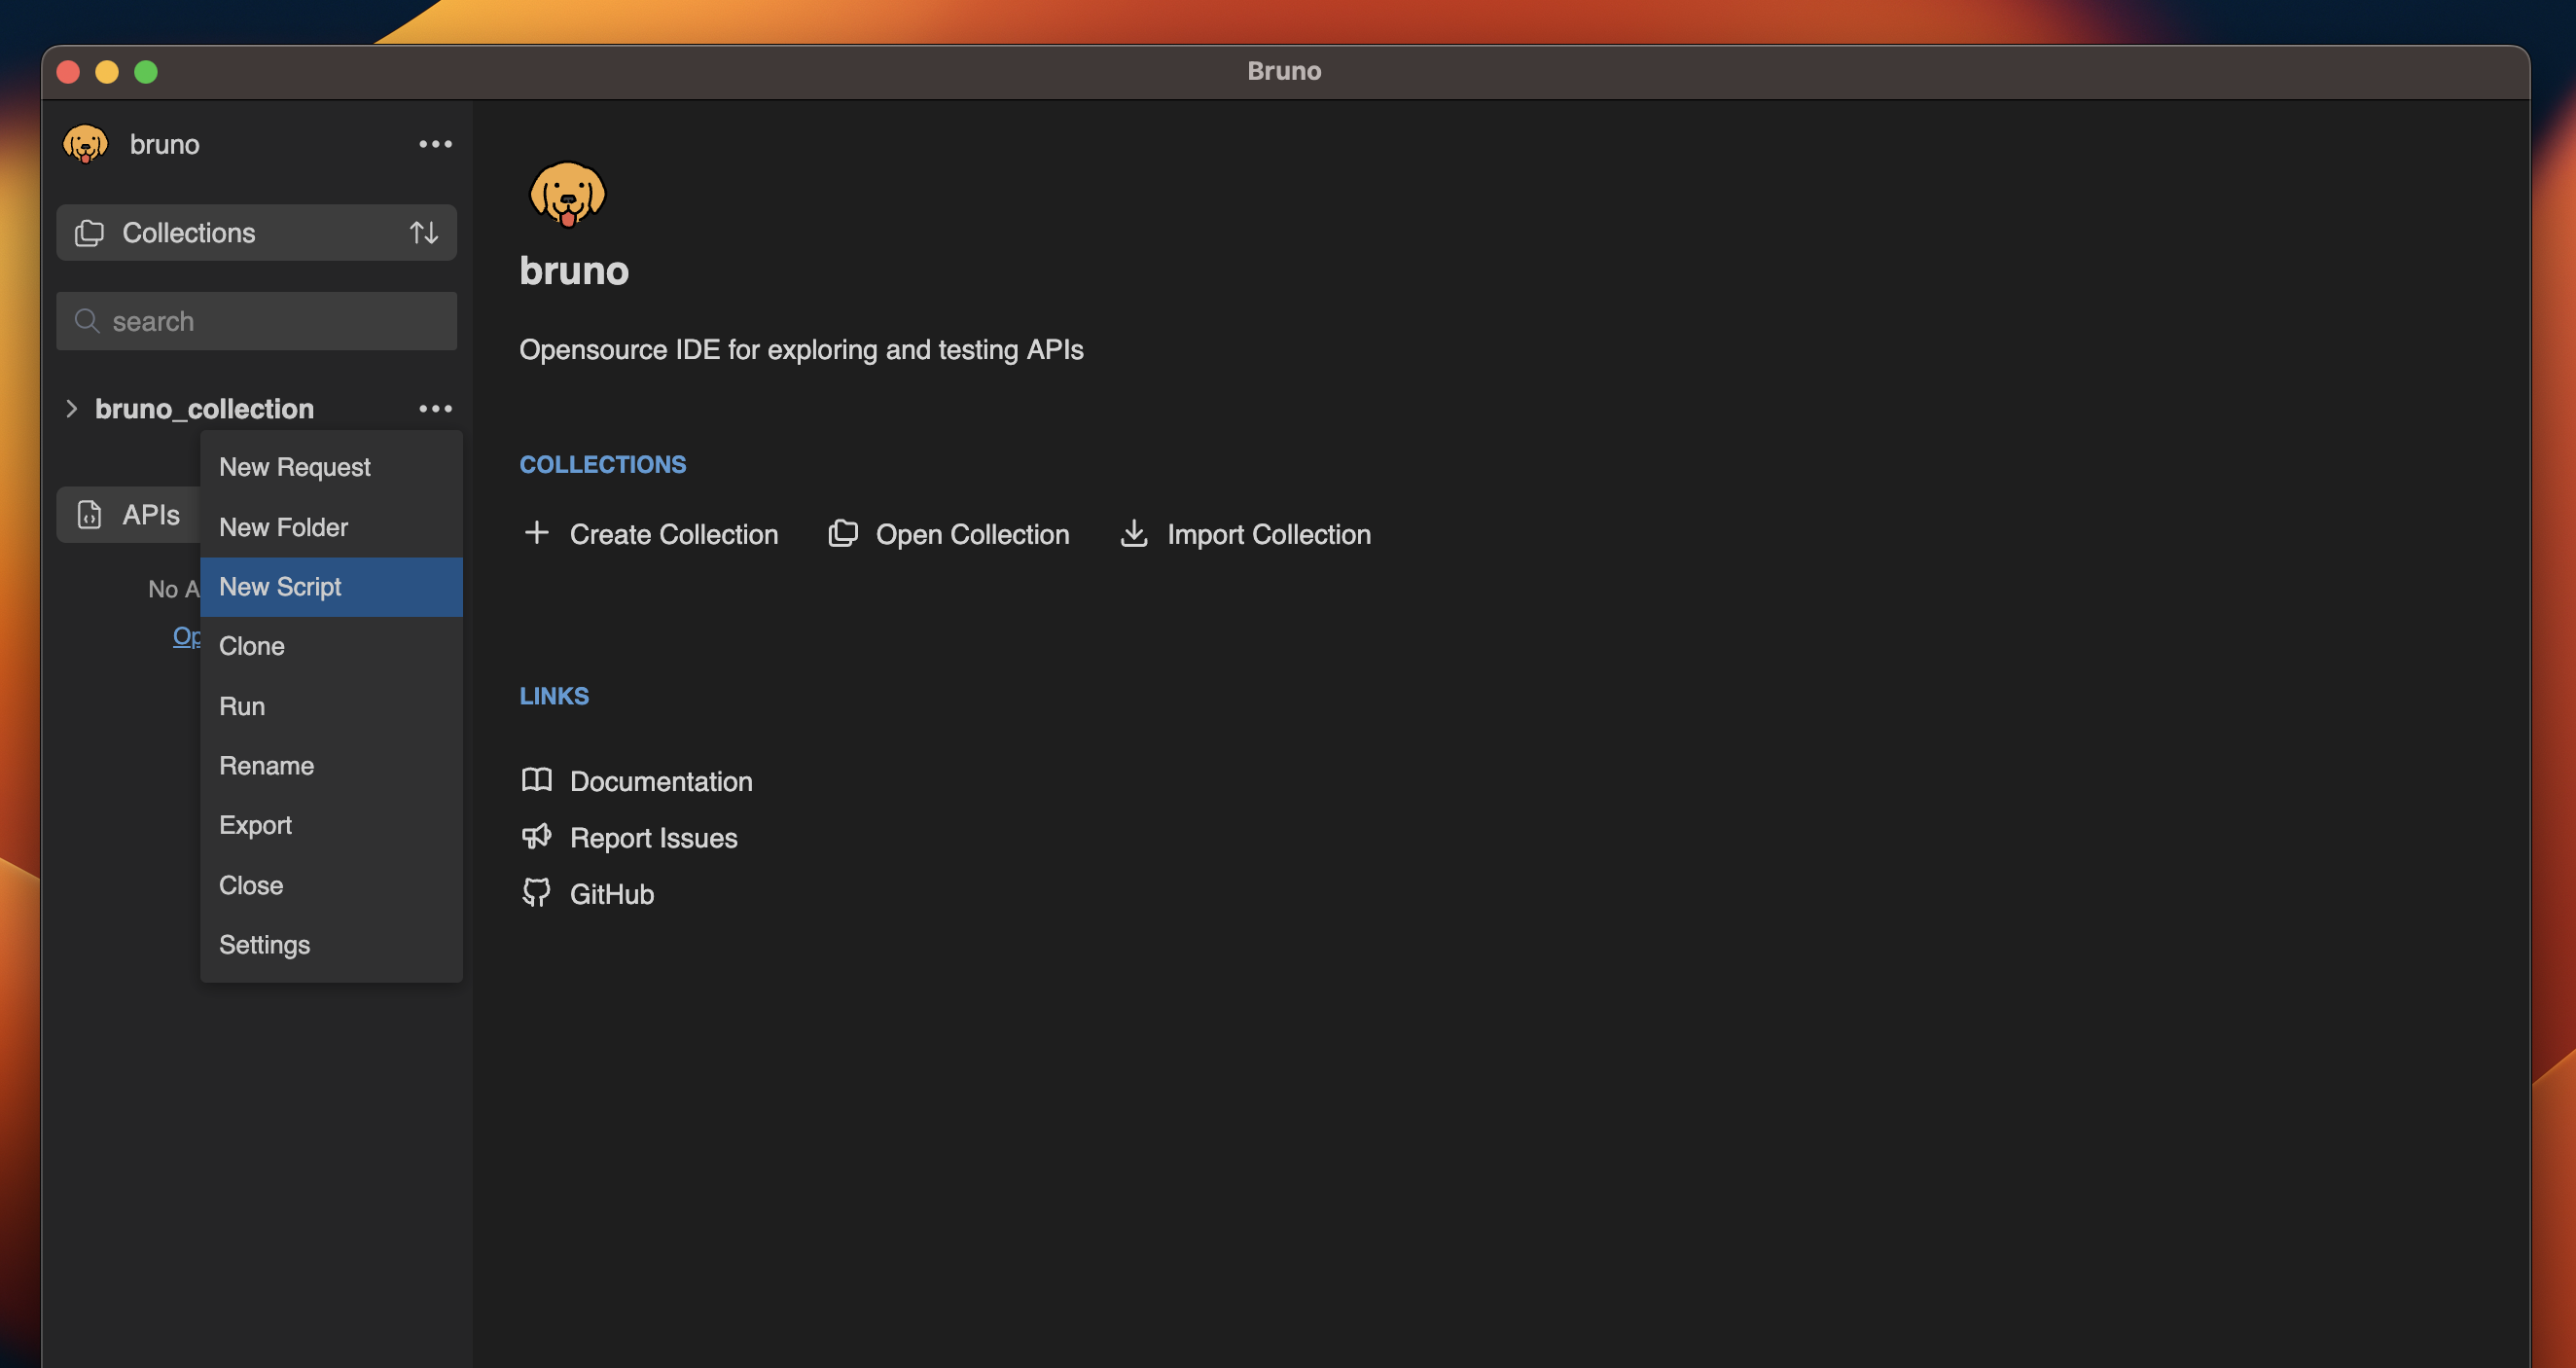 Bruno
bruno
Collections
search
bruno_collection
New Request
New Folder
New Script
Clone
Run
Rename
Export
Close
Settings
APIs
No A
Op
bruno
Opensource IDE for exploring and testing APIs
COLLECTIONS
Create Collection Open Collection Import Collection
LINKS
Documentation
Report Issues
GitHub